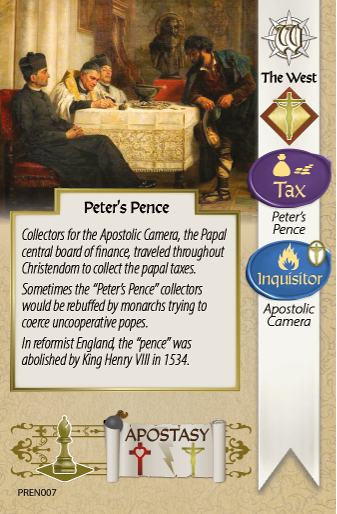 W
The West
Tax
Peter's
Pence
Inquisitor
Apostolic
Camera
Peter's Pence
Collectors for the Apostolic Camera, the Papal
central board of finance, traveled throughout
Christendom to collect the papal taxes.
Sometimes the "Peter's Pence" collectors
would be rebuffed by monarchs trying to
coerce uncooperative popes.
In reformist England, the "pence" was
abolished by King Henry VIII in 1534.
APOSTASY
PREN007